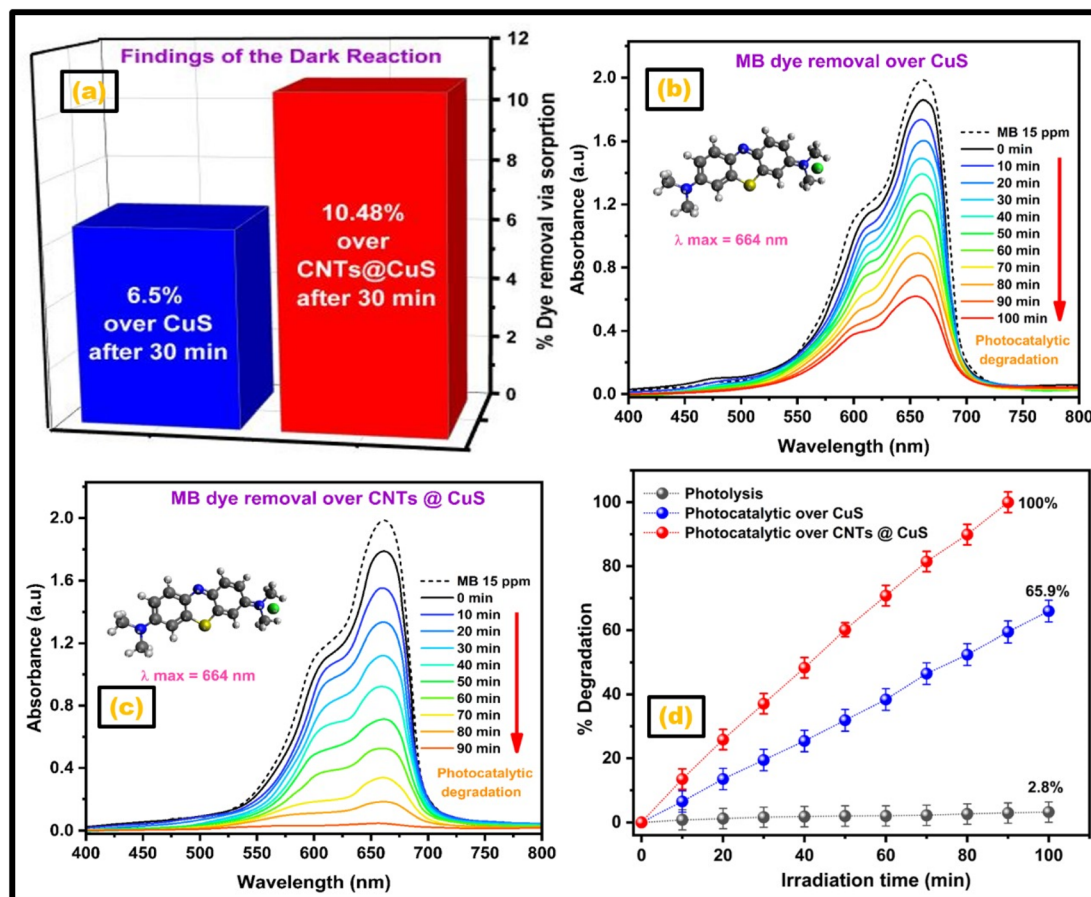 Findings of the Dark Reaction
(a)
6.5%
over CuS
after 30 min
10.48%
over
CNTs@CuS
after 30 min
12
10
8
6
4
2
0
% Dye removal via sorption
MB dye removal over CuS
(b)
2.0
1.6
1.2
0.8
0.4
0.0
Absorbance (a.u)
λ max = 664 nm
MB 15 ppm
0 min
10 min
20 min
30 min
40 min
50 min
60 min
70 min
80 min
90 min
100 min
Photocatalytic
degradation
400 450 500 550 600 650 700 750 800
Wavelength (nm)
MB dye removal over CNTs @ CuS
(c)
2.0
1.6
1.2
0.8
0.4
0.0
Absorbance (a.u)
λ max = 664 nm
MB 15 ppm
0 min
10 min
20 min
30 min
40 min
50 min
60 min
70 min
80 min
90 min
Photocatalytic
degradation
400 450 500 550 600 650 700 750 800
Wavelength (nm)
Photolysis
Photocatalytic over CuS
Photocatalytic over CNTs @ CuS
100%
65.9%
(d)
2.8%
100
80
60
40
20
0
% Degradation
0 20 40 60 80 100
Irradiation time (min)